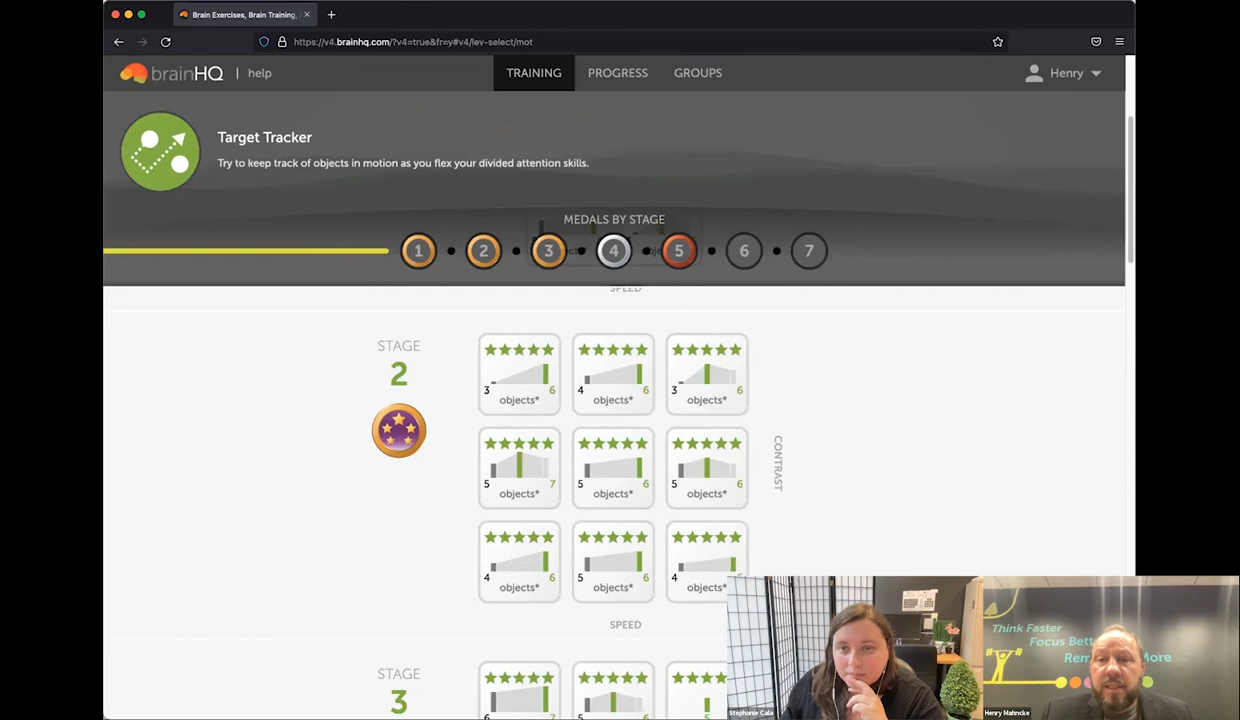 Brain Exercises, Brain Training,
https://v4.brainhq.com/?v4=true&fr=y#v4/lev-select/mot
brainHQ | help
TRAINING PROGRESS GROUPS
Henry
Target Tracker
Try to keep track of objects in motion as you flex your divided attention skills.
MEDALS BY STAGE
1 2 3 4 5 6 7
SPEED
STAGE
2
3 6 4 6 3 6
objects* objects* objects*
CONTRAST
5 7 5 6 5 6
objects* objects* objects*
4 6 5 6 4
objects* objects* objects*
SPEED
STAGE
3
Think Faster
Focus Bett
Rem More
Stephanie Cala
Henry Mahncke